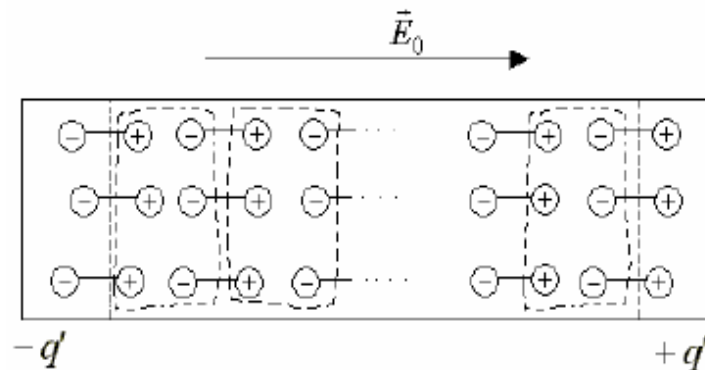 E⃗₀
− + − + − ···· − + − +
− + − + − ···· − + − +
− + − + − ···· − + − +
−q′ +q′